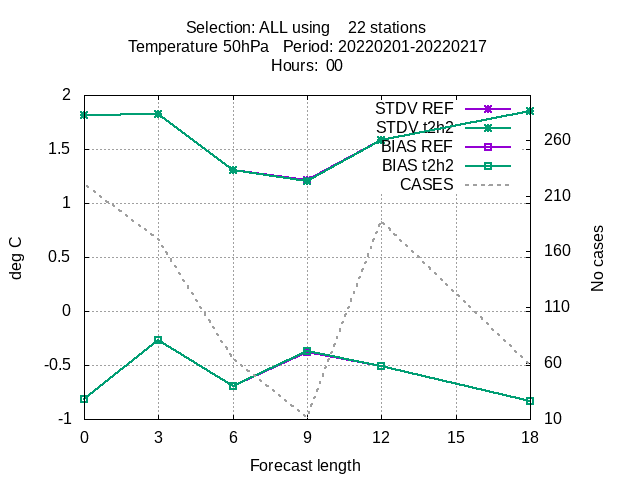 Selection: ALL using    22 stations
Temperature 50hPa   Period: 20220201-20220217
Hours:  00
STDV REF
STDV t2h2
BIAS REF
BIAS t2h2
CASES
2
1.5
1
0.5
0
-0.5
-1
deg C
260
210
160
110
60
10
No cases
0 3 6 9 12 15 18
Forecast length